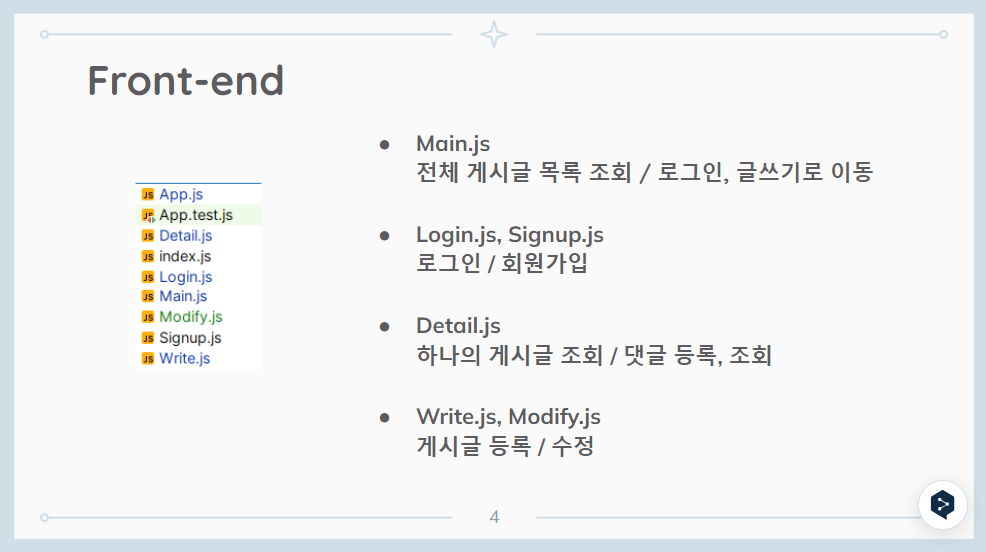 Front-end
JS App.js
App.test.js
JS Detail.js
JS index.js
JS Login.js
JS Main.js
JS Modify.js
JS Signup.js
JS Write.js
● Main.js
전체 게시글 목록 조회 / 로그인, 글쓰기로 이동
● Login.js, Signup.js
로그인 / 회원가입
● Detail.js
하나의 게시글 조회 / 댓글 등록, 조회
● Write.js, Modify.js
게시글 등록 / 수정
4